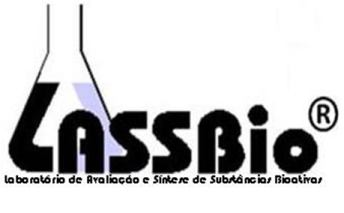 LASSBio®
Laboratório de Avaliação e Síntese de Substâncias Bioativas